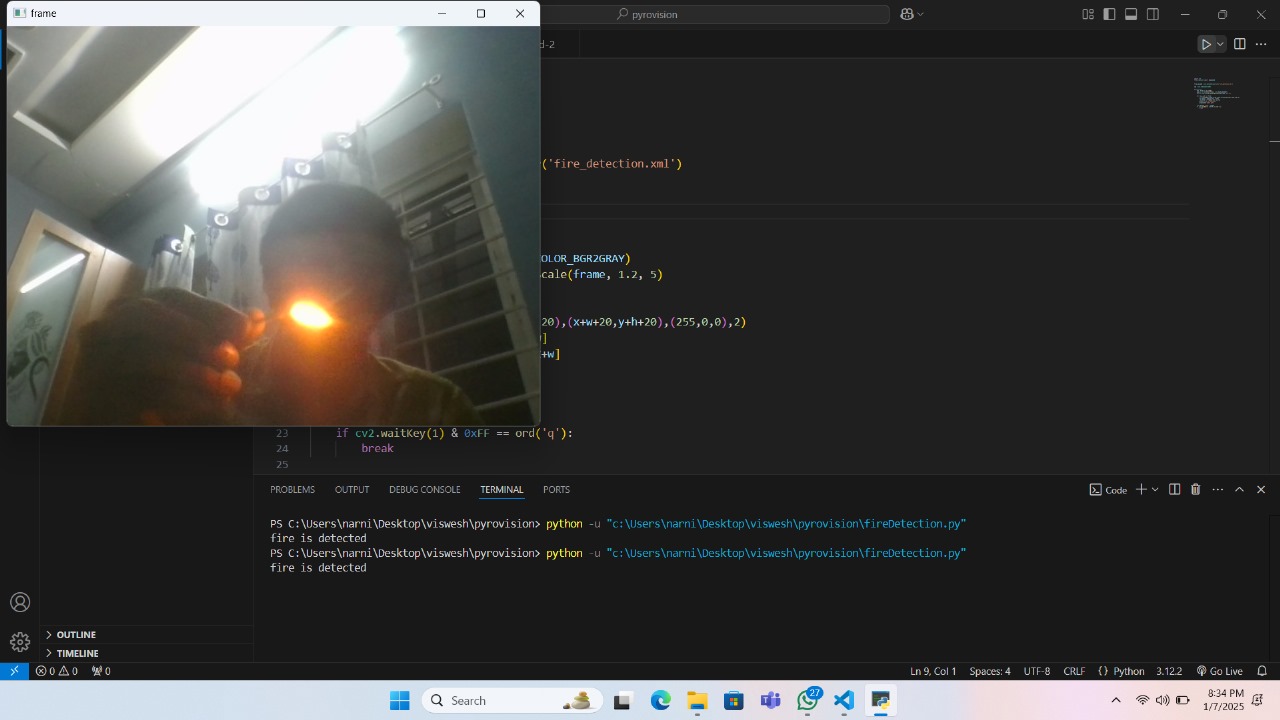 frame
pyrovision
d-2
('fire_detection.xml')
OLOR_BGR2GRAY)
cale(frame, 1.2, 5)
20),(x+w+20,y+h+20),(255,0,0),2)
]
+w]
23 if cv2.waitKey(1) & 0xFF == ord('q'):
24 break
25
PROBLEMS OUTPUT DEBUG CONSOLE TERMINAL PORTS Code
PS C:\Users\narni\Desktop\viswesh\pyrovision> python -u "c:\Users\narni\Desktop\viswesh\pyrovision\fireDetection.py"
fire is detected
PS C:\Users\narni\Desktop\viswesh\pyrovision> python -u "c:\Users\narni\Desktop\viswesh\pyrovision\fireDetection.py"
fire is detected
OUTLINE
TIMELINE
0 0 0 Ln 9, Col 1 Spaces: 4 UTF-8 CRLF {} Python 3.12.2 Go Live
Search 27 8:34 PM
1/7/2025